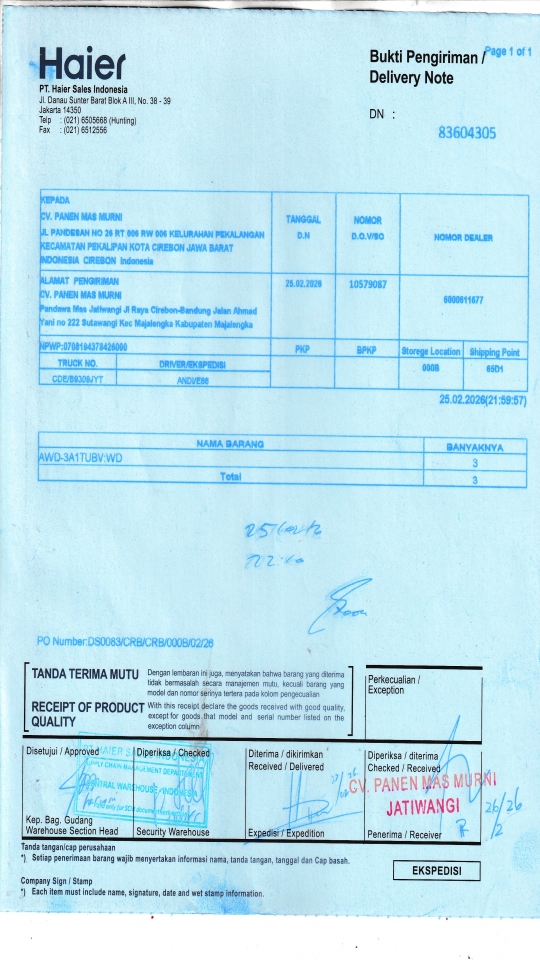 Haier
PT. Haier Sales Indonesia
Jl. Danau Sunter Barat Blok A III, No. 38 - 39
Jakarta 14350
Telp : (021) 6505668 (Hunting)
Fax : (021) 6512556
Page 1 of 1
Bukti Pengiriman /
Delivery Note
DN :
83604305
KEPADA
CV. PANEN MAS MURNI
JL PANDESAN NO 26 RT 006 RW 006 KELURAHAN PEKALANGAN
KECAMATAN PEKALIPAN KOTA CIREBON JAWA BARAT
INDONESIA CIREBON Indonesia
TANGGAL
D.N
NOMOR
D.O.V/SO
NOMOR DEALER
ALAMAT PENGIRIMAN
CV. PANEN MAS MURNI
Pandawa Mas Jatiwangi Jl Raya Cirebon-Bandung Jalan Ahmad
Yani no 222 Sutawangi Kec Majalengka Kabupaten Majalengka
25.02.2026
10579087
6000611677
NPWP:0708194378426000
PKP
BPKP
Storege Location
Shipping Point
TRUCK NO.
DRIVER/EKSPEDISI
000B
65D1
CDE/B9309JYT
ANDI/E86
25.02.2026(21:59:57)
NAMA BARANG
BANYAKNYA
AWD-3A1TUBV:WD
3
Total
3
PO Number:DS0083/CRB/CRB/000B/02/26
TANDA TERIMA MUTU
Dengan lembaran ini juga, menyatakan bahwa barang yang diterima
tidak bermasalah secara manajemen mutu, kecuali barang yang
model dan nomor serinya tertera pada kolom pengecualian
RECEIPT OF PRODUCT
QUALITY
With this receipt declare the goods received with good quality,
except for goods that model and serial number listed on the
exception column
Perkecualian /
Exception
Disetujui / Approved
Diperiksa / Checked
Diterima / dikirimkan
Received / Delivered
Diperiksa / diterima
Checked / Received
CV. PANEN MAS MURNI
JATIWANGI
26/26
/2
Kep. Bag. Gudang
Warehouse Section Head
Security Warehouse
Expedisi / Expedition
Penerima / Receiver
Tanda tangan/cap perusahaan
*) Setiap penerimaan barang wajib menyertakan informasi nama, tanda tangan, tanggal dan Cap basah.
EKSPEDISI
Company Sign / Stamp
*) Each item must include name, signature, date and wet stamp information.